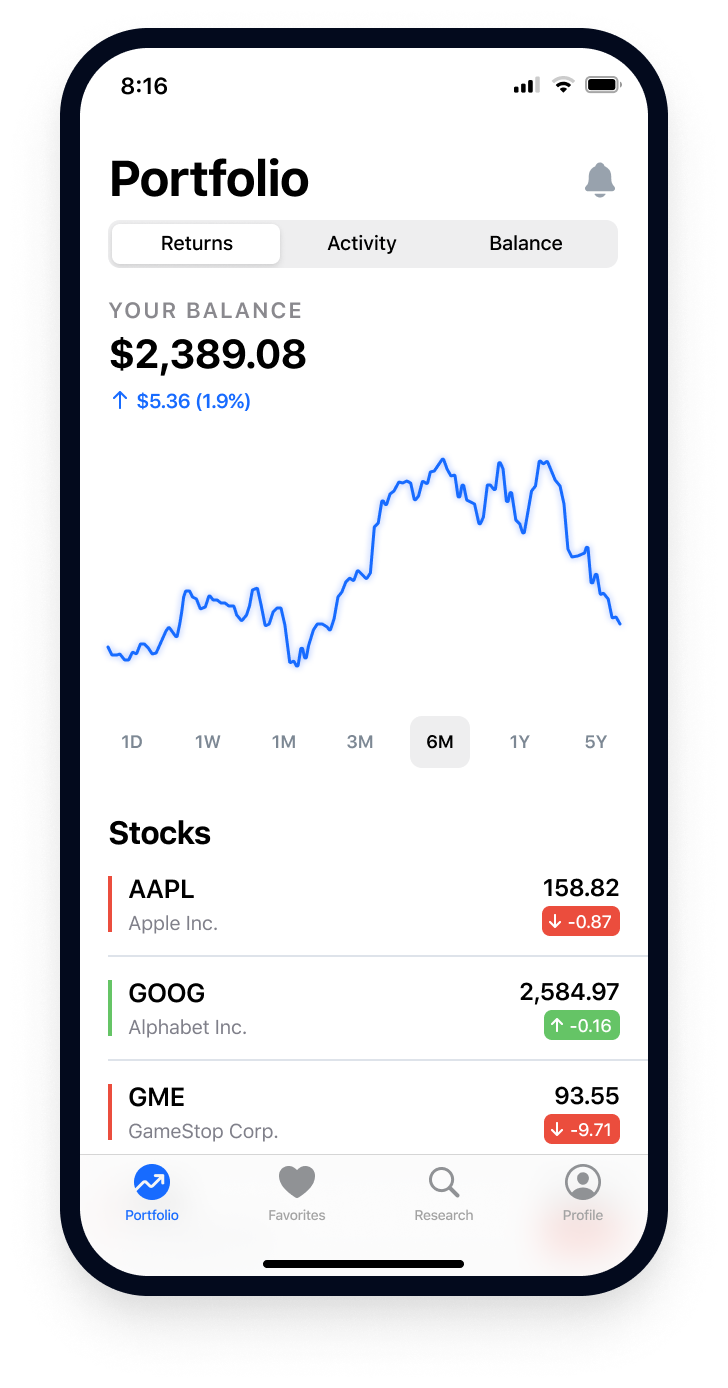 8:16
Portfolio
Returns Activity Balance
YOUR BALANCE
$2,389.08
↑ $5.36 (1.9%)
1D 1W 1M 3M 6M 1Y 5Y
Stocks
AAPL 158.82
Apple Inc. ↓ -0.87
GOOG 2,584.97
Alphabet Inc. ↑ -0.16
GME 93.55
GameStop Corp. ↓ -9.71
Portfolio Favorites Research Profile